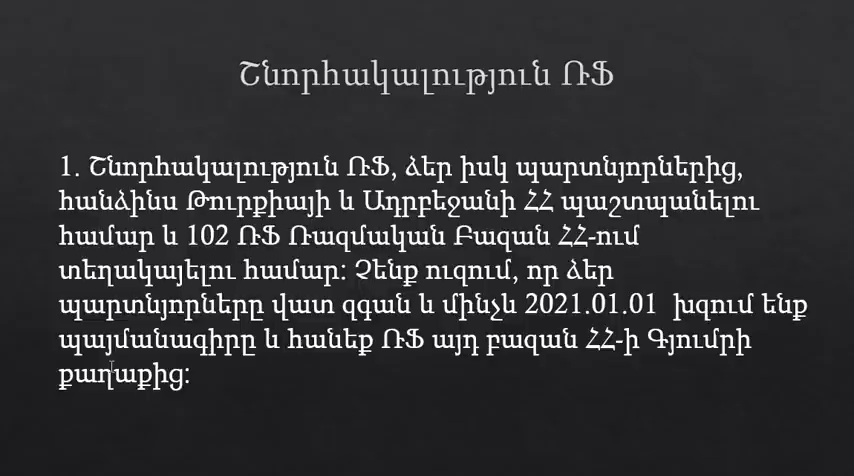 Շնորհակալություն ՌՖ
1. Շնորհակալություն ՌՖ, ձեր իսկ պարտնյորներից,
հանձինս Թուրքիայի և Ադրբեջանի ՀՀ պաշտպանելու
համար և 102 ՌՖ Ռազմական Բազան ՀՀ-ում
տեղակայելու համար: Չենք ուզում, որ ձեր
պարտնյորները վատ զգան և մինչև 2021.01.01 խզում ենք
պայմանագիրը և հանեք ՌՖ այդ բազան ՀՀ-ի Գյումրի
քաղաքից: